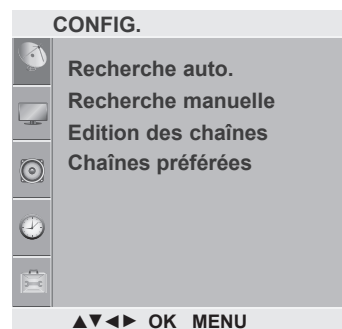 CONFIG.
Recherche auto.
Recherche manuelle
Edition des chaînes
Chaînes préférées
▲▼◄► OK MENU